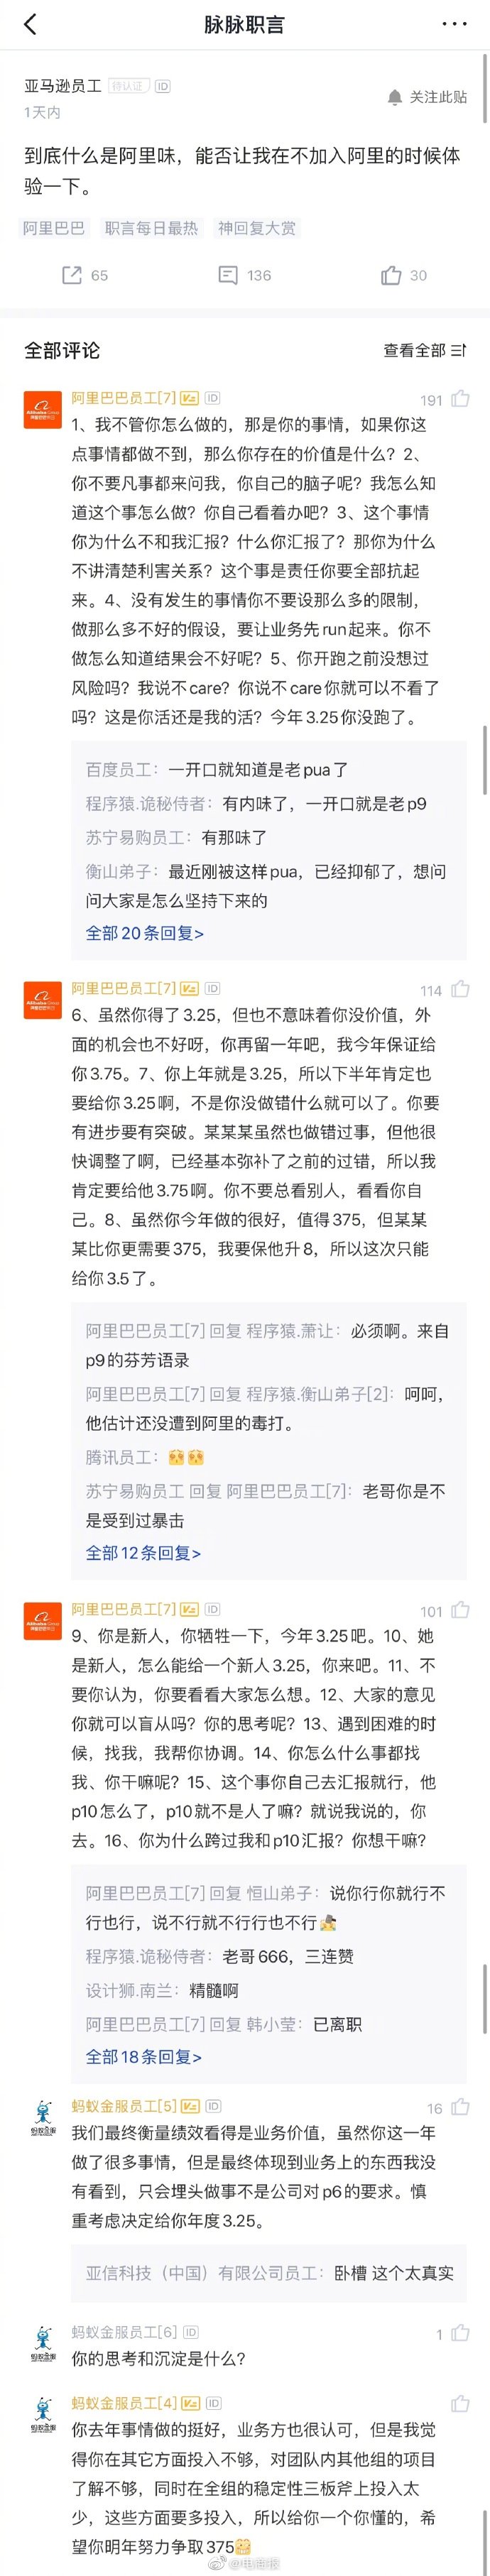 脉脉职言
亚马逊员工 待认证 ID
1天内
关注此贴
到底什么是阿里味，能否让我在不加入阿里的时候体
验一下。
阿里巴巴 职言每日最热 神回复大赏
65 136 30
全部评论
查看全部
阿里巴巴员工[7] ID
191
1、我不管你怎么做的，那是你的事情，如果你这
点事情都做不到，那么你存在的价值是什么？2、
你不要凡事都来问我，你自己的脑子呢？我怎么知
道这个事怎么做？你自己看着办吧？3、这个事情
你为什么不和我汇报？什么你汇报了？那你为什么
不讲清楚利害关系？这个事是责任你要全部抗起
来。4、没有发生的事情你不要设那么多的限制，
做那么多不好的假设，要让业务先run起来。你不
做怎么知道结果会不好呢？5、你开跑之前没想过
风险吗？我说不care？你说不care你就可以不看了
吗？这是你活还是我的活？今年3.25你没跑了。
百度员工：一开口就知道是老pua了
程序猿.诡秘侍者：有内味了，一开口就是老p9
苏宁易购员工：有那味了
衡山弟子：最近刚被这样pua，已经抑郁了，想问
问大家是怎么坚持下来的
全部20条回复>
阿里巴巴员工[7] ID
114
6、虽然你得了3.25，但也不意味着你没价值，外
面的机会也不好呀，你再留一年吧，我今年保证给
你3.75。7、你上年就是3.25，所以下半年肯定也
要给你3.25啊，不是你没做错什么就可以了。你要
有进步要有突破。某某某虽然也做错过事，但他很
快调整了啊，已经基本弥补了之前的过错，所以我
肯定要给他3.75啊。你不要总看别人，看看你自
己。8、虽然你今年做的很好，值得375，但某某
某比你更需要375，我要保他升8，所以这次只能
给你3.5了。
阿里巴巴员工[7] 回复 程序猿.萧让：必须啊。来自
p9的芬芳语录
阿里巴巴员工[7] 回复 程序猿.衡山弟子[2]：呵呵，
他估计还没遭到阿里的毒打。
腾讯员工：
苏宁易购员工 回复 阿里巴巴员工[7]：老哥你是不
是受到过暴击
全部12条回复>
阿里巴巴员工[7] ID
101
9、你是新人，你牺牲一下，今年3.25吧。10、她
是新人，怎么能给一个新人3.25，你来吧。11、不
要你认为，你要看看大家怎么想。12、大家的意见
你就可以盲从吗？你的思考呢？13、遇到困难的时
候，找我，我帮你协调。14、你怎么什么事都找
我、你干嘛呢？15、这个事你自己去汇报就行，他
p10怎么了，p10就不是人了嘛？就说我说的，你
去。16、你为什么跨过我和p10汇报？你想干嘛？
阿里巴巴员工[7] 回复 恒山弟子：说你行你就行不
行也行，说不行就不行行也不行
程序猿.诡秘侍者：老哥666，三连赞
设计狮.南兰：精髓啊
阿里巴巴员工[7] 回复 韩小莹：已离职
全部18条回复>
蚂蚁金服员工[5] ID
16
我们最终衡量绩效看得是业务价值，虽然你这一年
做了很多事情，但是最终体现到业务上的东西我没
有看到，只会埋头做事不是公司对p6的要求。慎
重考虑决定给你年度3.25。
亚信科技（中国）有限公司员工：卧槽 这个太真实
蚂蚁金服员工[6] ID
1
你的思考和沉淀是什么？
蚂蚁金服员工[4] ID
你去年事情做的挺好，业务方也很认可，但是我觉
得你在其它方面投入不够，对团队内其他组的项目
了解不够，同时在全组的稳定性三板斧上投入太
少，这些方面要多投入，所以给你一个你懂的，希
望你明年努力争取375
@电商报